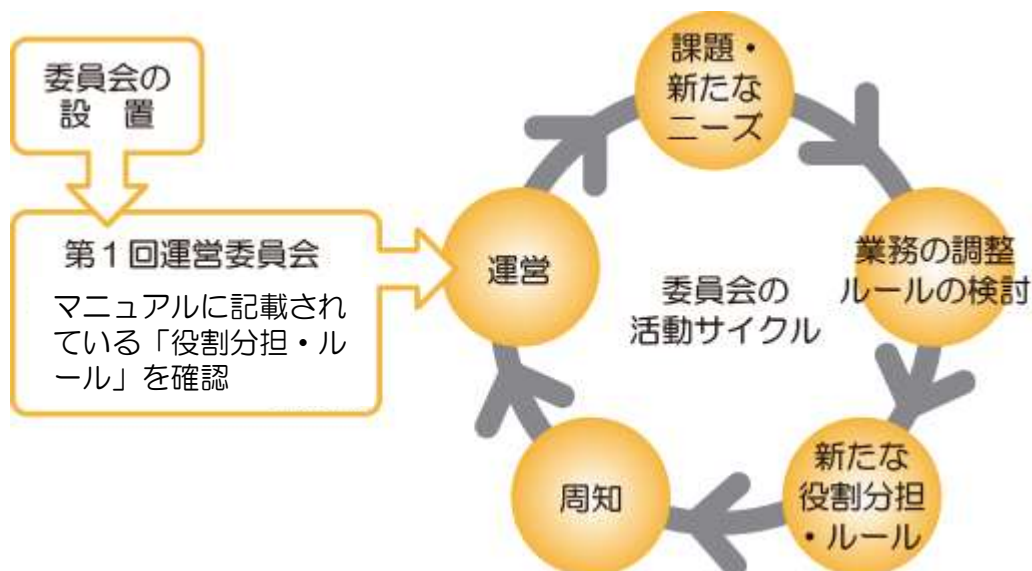 委員会の
設 置
第1回運営委員会
マニュアルに記載され
ている「役割分担・ル
ール」を確認
運営
課題・
新たな
ニーズ
業務の調整
ルールの検討
新たな
役割分担
・ルール
周知
委員会の
活動サイクル